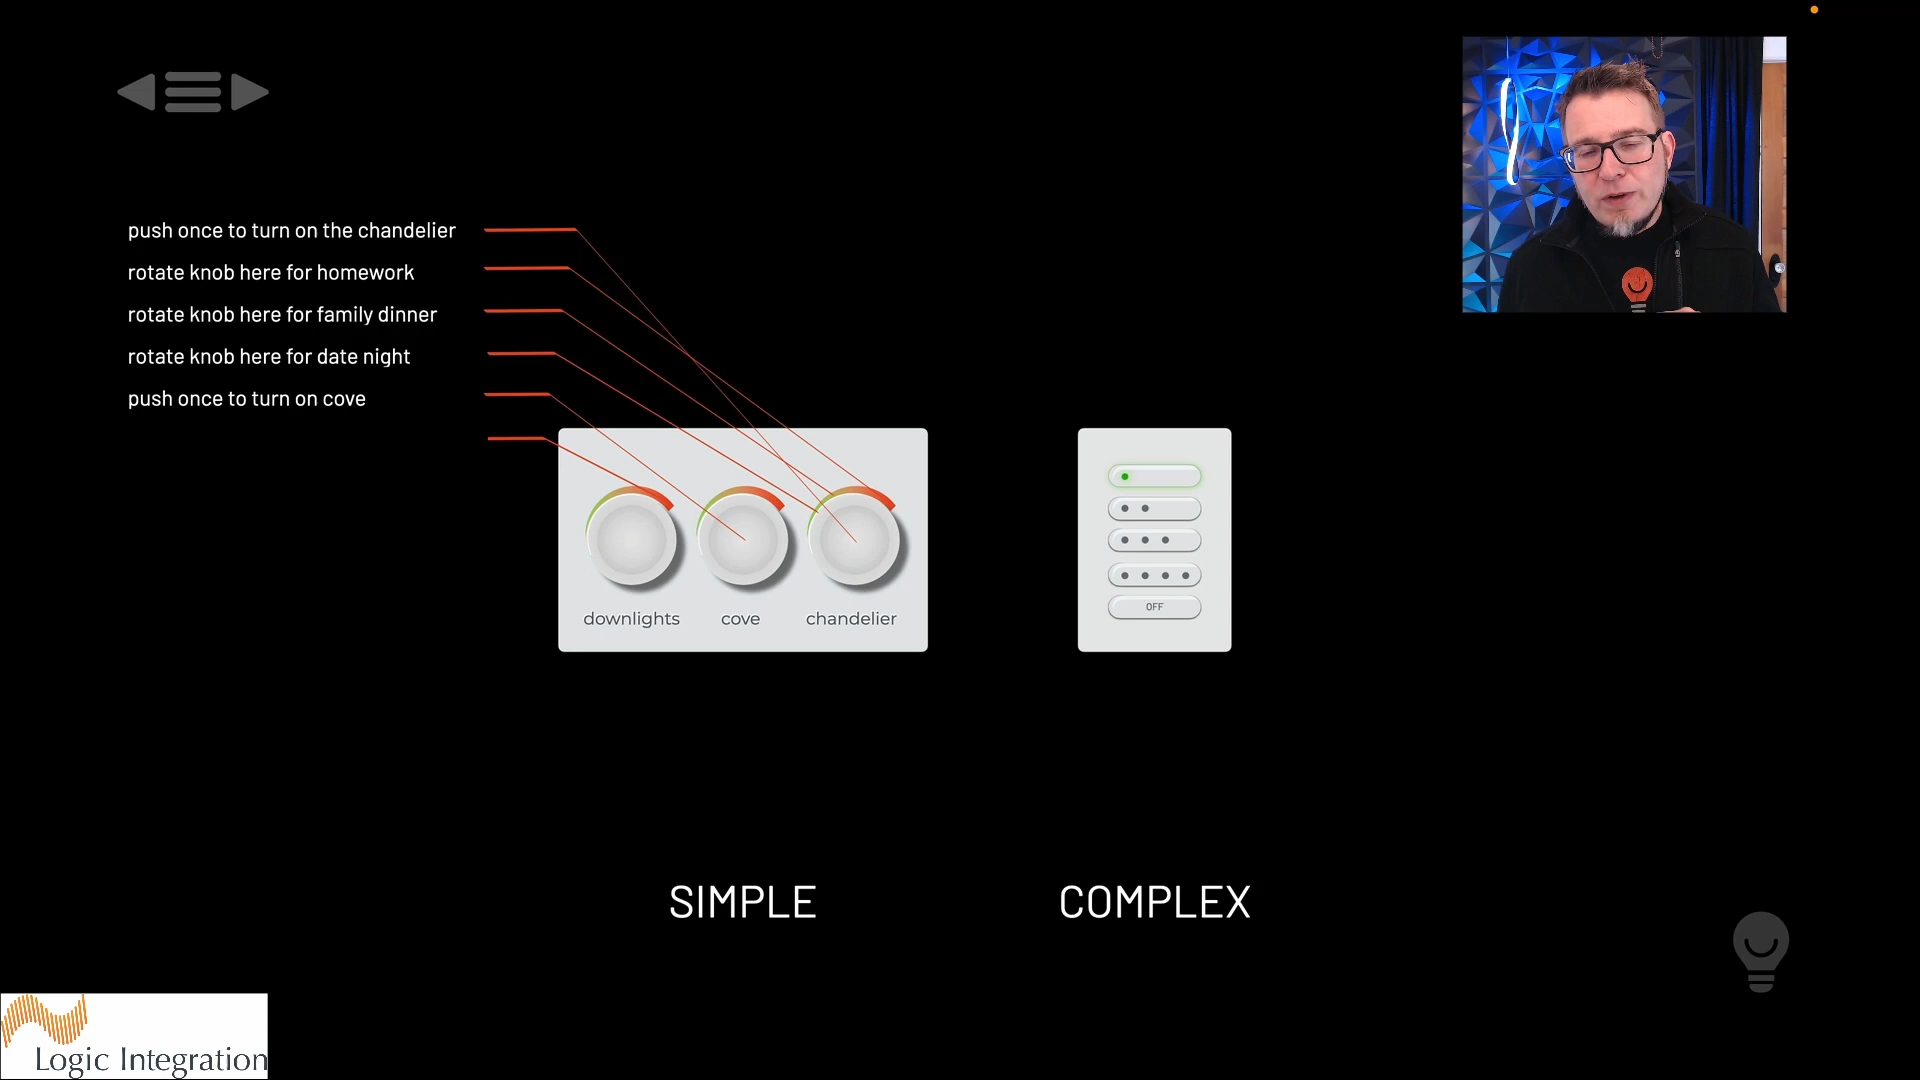 push once to turn on the chandelier
rotate knob here for homework
rotate knob here for family dinner
rotate knob here for date night
push once to turn on cove
downlights
cove
chandelier
OFF
SIMPLE
COMPLEX
Logic Integration